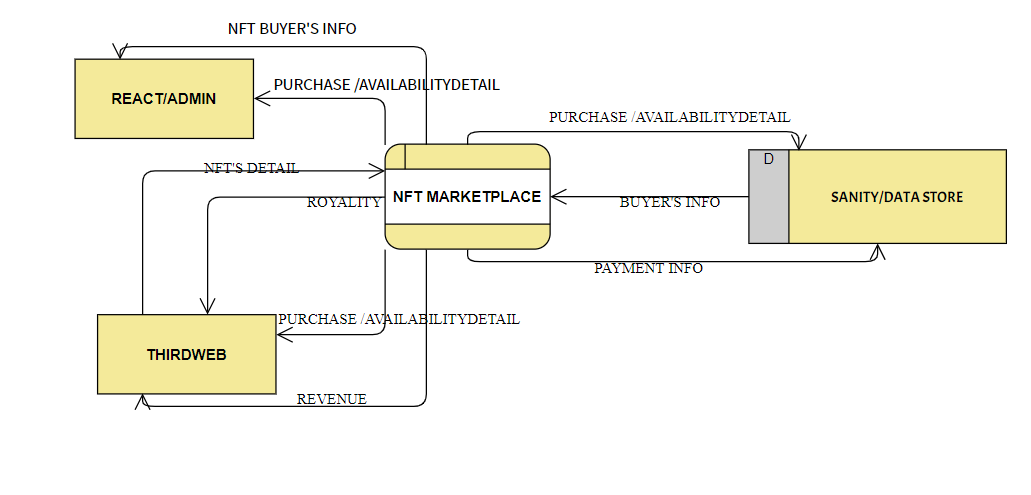 NFT BUYER'S INFO
PURCHASE /AVAILABILITYDETAIL
REACT/ADMIN
PURCHASE /AVAILABILITYDETAIL
D
NFT'S DETAIL
ROYALITY
NFT MARKETPLACE
BUYER'S INFO
SANITY/DATA STORE
PAYMENT INFO
PURCHASE /AVAILABILITYDETAIL
THIRDWEB
REVENUE